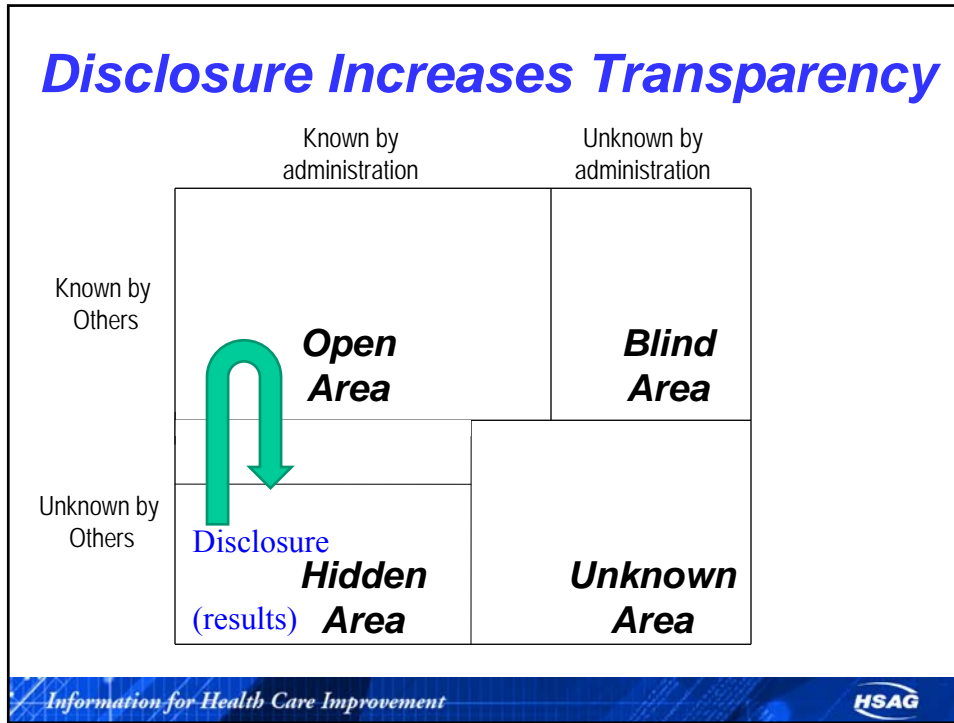 Disclosure Increases Transparency
Known by
administration
Unknown by
administration
Known by
Others
Open
Area
Blind
Area
Unknown by
Others
Disclosure
(results)
Hidden
Area
Unknown
Area
Information for Health Care Improvement
HSAG